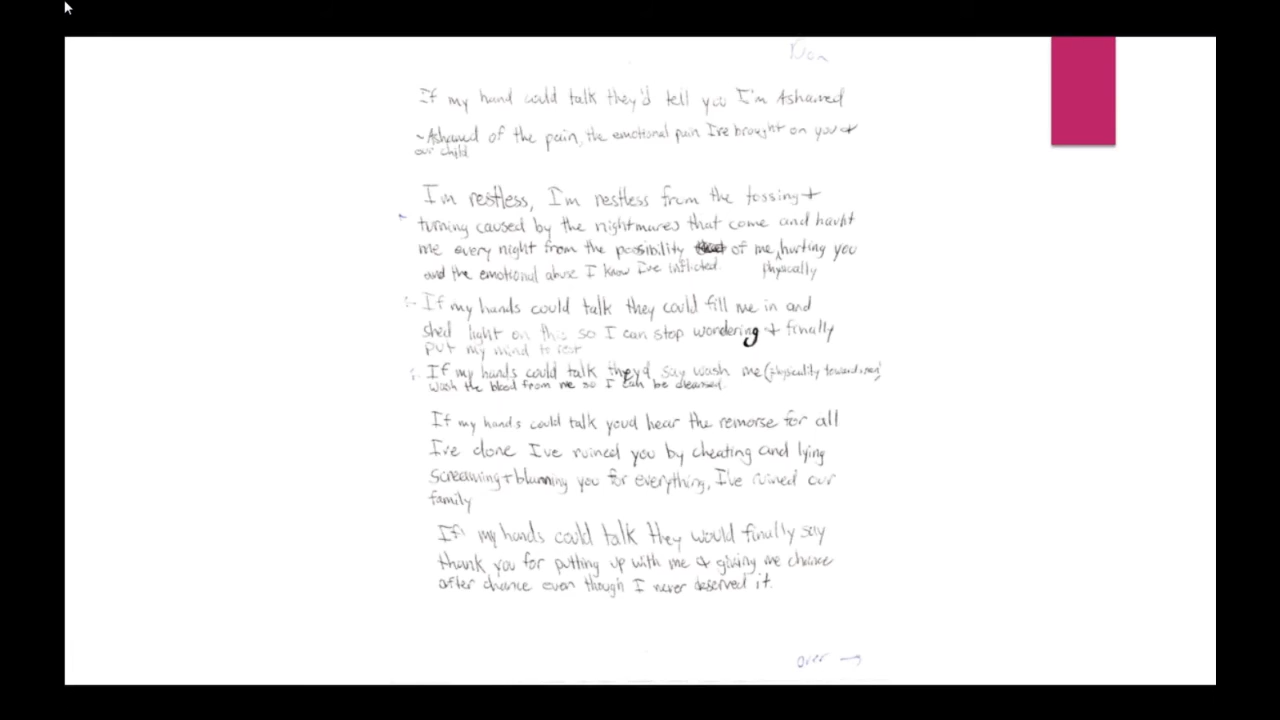 If my hand could talk they'd tell you I'm Ashamed
~Ashamed of the pain, the emotional pain I've brought on you +
our child
I'm restless, I'm restless from the tossing +
turning caused by the nightmares that come and haunt
me every night from the possibility of me physically hurting you
and the emotional abuse I know I've inflicted.
If my hands could talk they could fill me in and
shed light on this so I can stop wondering + finally
put my mind to rest
If my hands could talk they'd say wash me (physicality toward
wash the blood from me so I can be cleansed.
If my hands could talk youd hear the remorse for all
I've done I've ruined you by cheating and lying
screaming + blamming you for everything, I've ruined our
family
If my hands could talk they would finally say
thank you for putting up with me + giving me chance
after chance even though I never deserved it.
over →